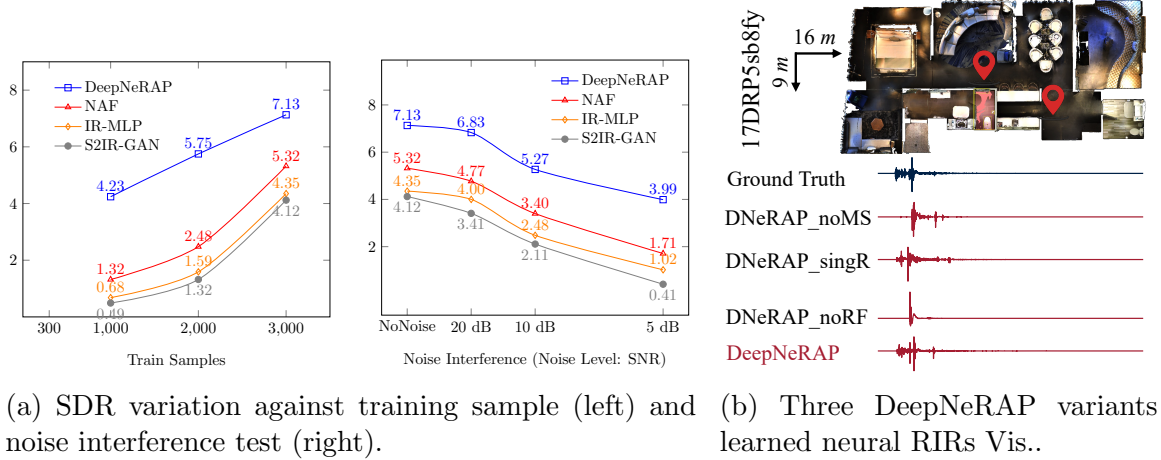 8
6
4
2
DeepNeRAP
NAF
IR-MLP
S2IR-GAN
7.13
5.75
4.23
5.32
4.35
4.12
2.48
1.59
1.32
1.32
0.68
0.49
300
1,000
2,000
3,000
Train Samples
8
6
4
2
DeepNeRAP
NAF
IR-MLP
S2IR-GAN
7.13
6.83
5.27
3.99
5.32
4.77
3.40
1.71
4.35
4.00
2.48
1.02
4.12
3.41
2.11
0.41
NoNoise
20 dB
10 dB
5 dB
Noise Interference (Noise Level: SNR)
(a) SDR variation against training sample (left) and
noise interference test (right).
17DRP5sb8fy
16 m
9 m
Ground Truth
DNeRAP_noMS
DNeRAP_singR
DNeRAP_noRF
DeepNeRAP
(b) Three DeepNeRAP variants
learned neural RIRs Vis..